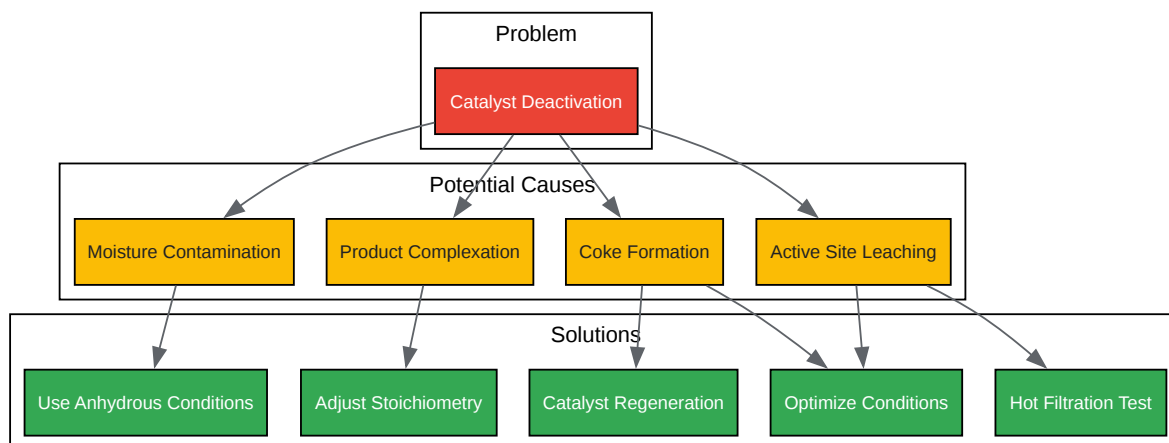 Problem
Catalyst Deactivation
Potential Causes
Moisture Contamination
Product Complexation
Coke Formation
Active Site Leaching
Solutions
Use Anhydrous Conditions
Adjust Stoichiometry
Catalyst Regeneration
Optimize Conditions
Hot Filtration Test